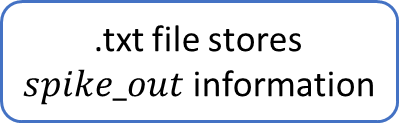 .txt file stores
spike_out information